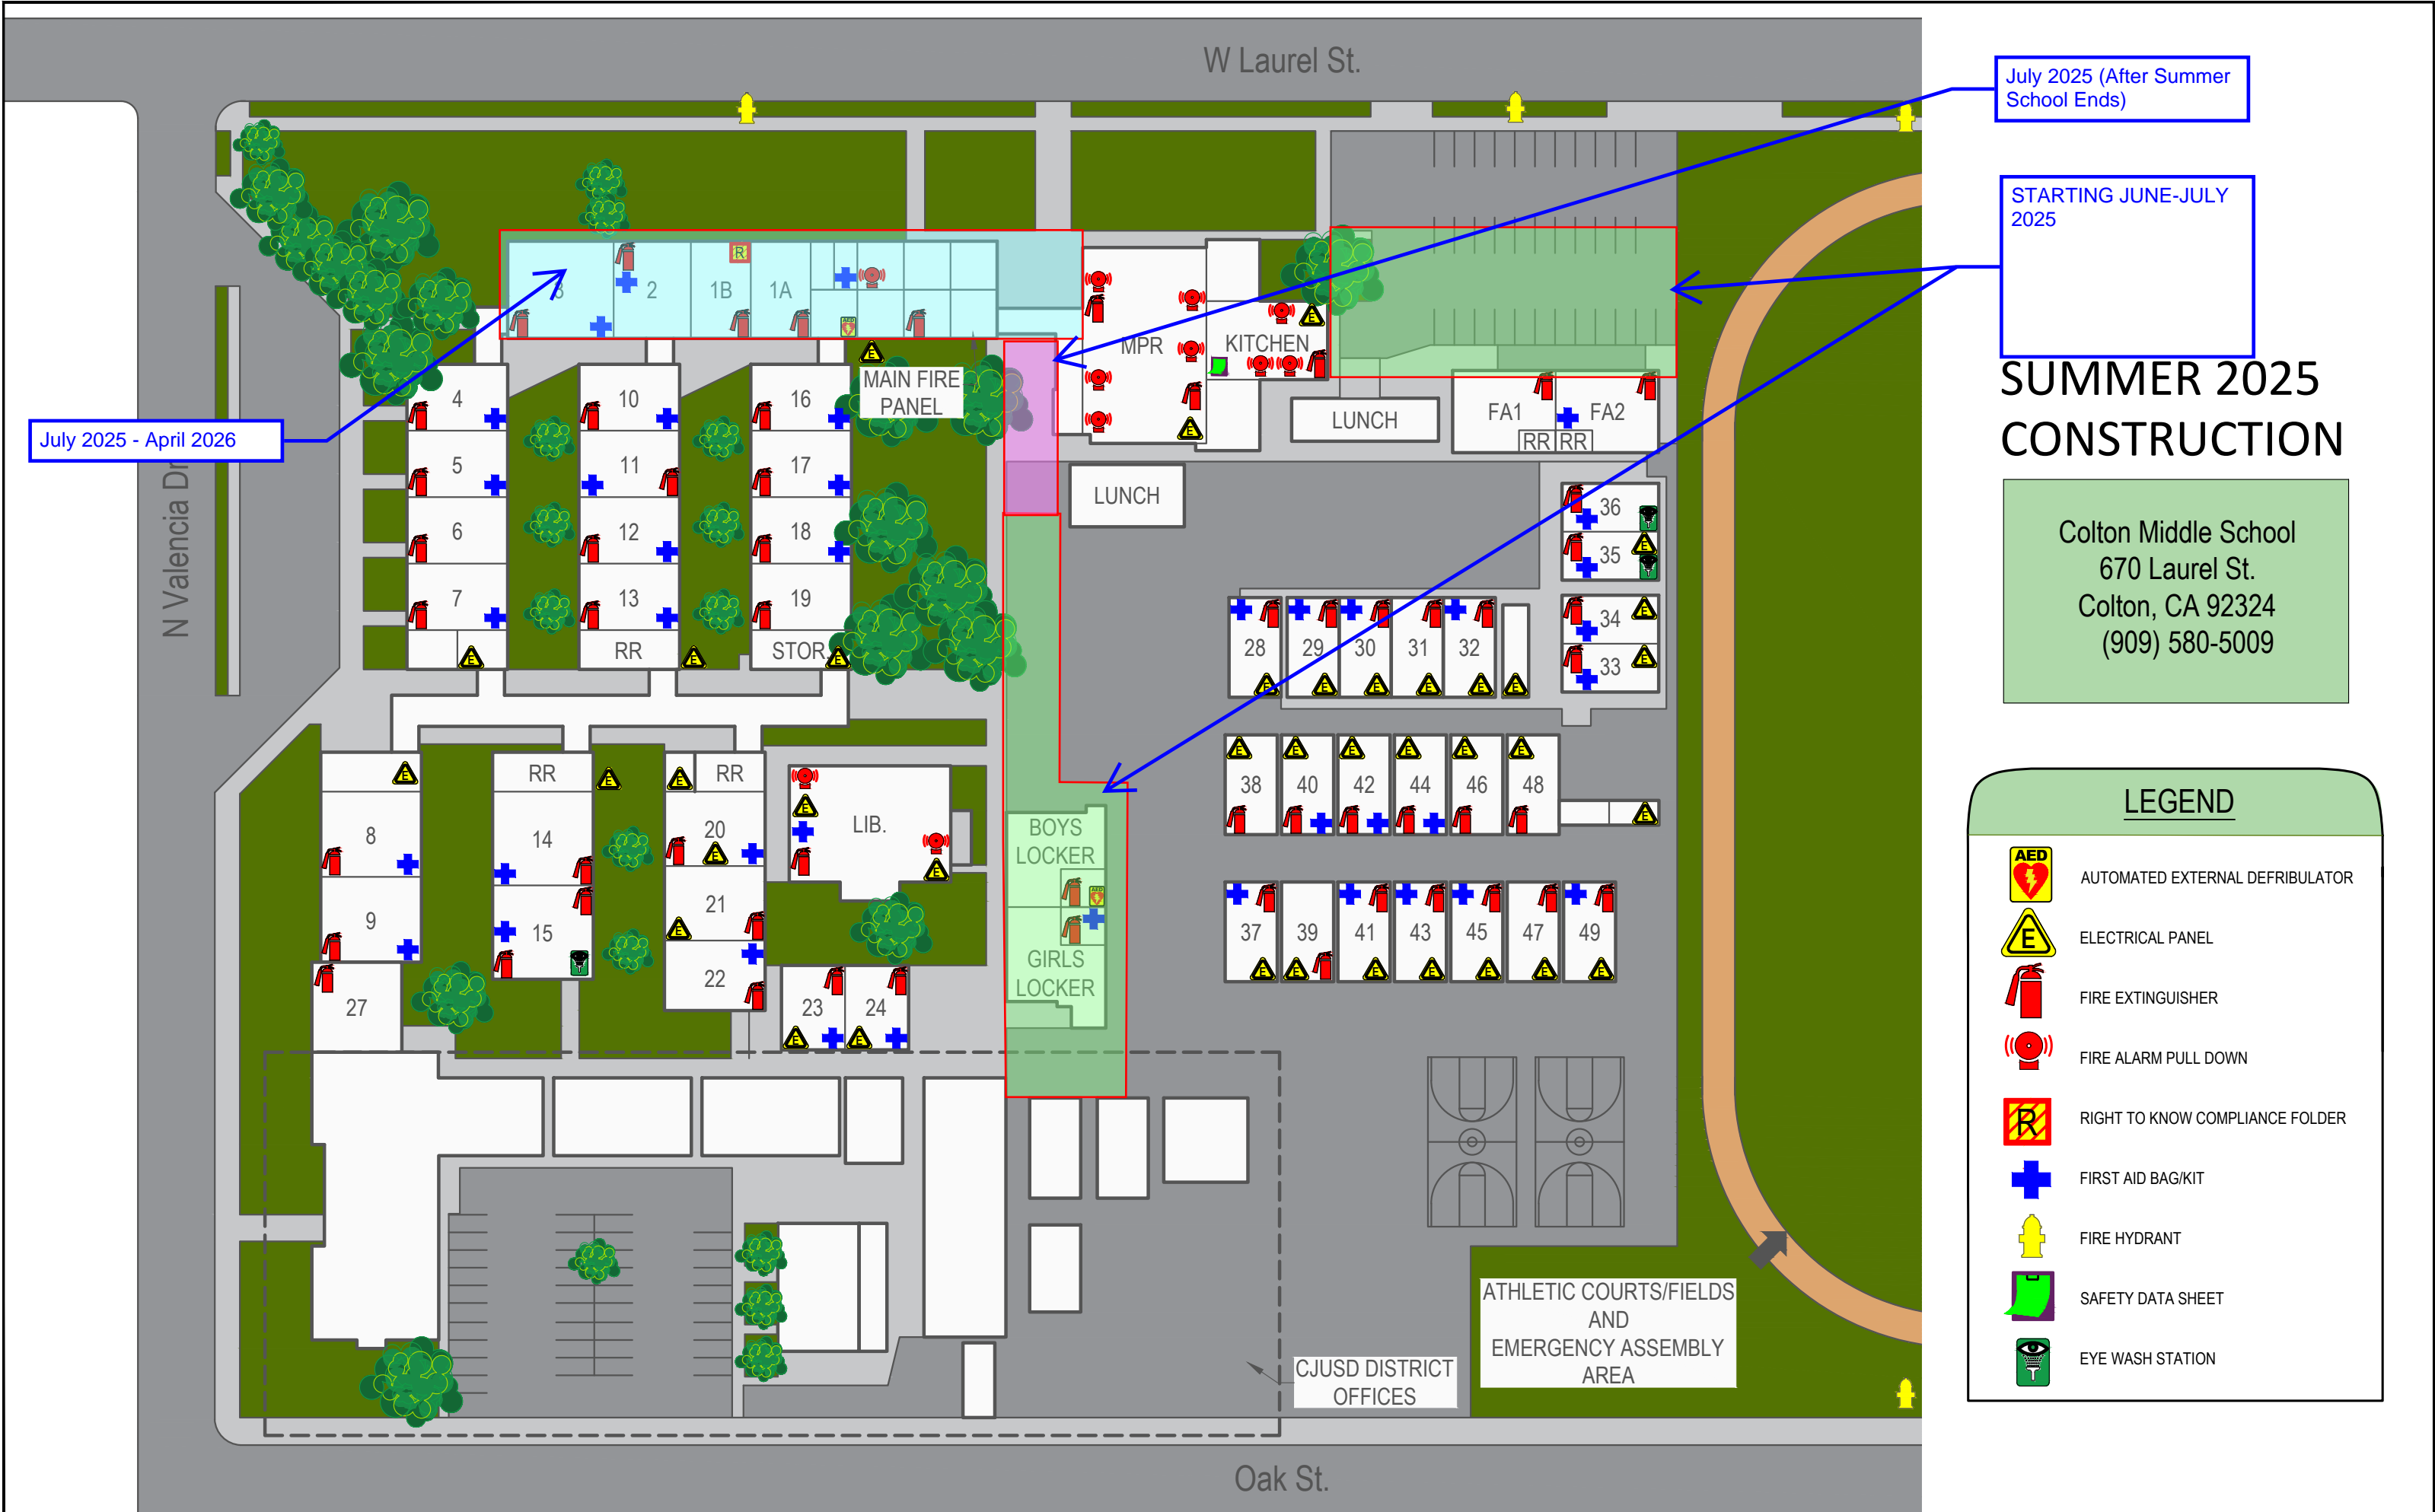 W Laurel St.
July 2025 (After Summer
School Ends)
STARTING JUNE-JULY
2025
SUMMER 2025
CONSTRUCTION
Colton Middle School
670 Laurel St.
Colton, CA 92324
(909) 580-5009
July 2025 - April 2026
N Valencia Dr.
3
2
R
1B
1A
AED
E
MAIN FIRE
PANEL
MPR
KITCHEN
E
E
LUNCH
FA1
FA2
RR
RR
LUNCH
4
10
16
5
11
17
6
12
18
7
13
19
E
RR
E
STOR
E
36
35
E
34
E
33
E
28
29
30
31
32
E
E
E
E
E
E
E
RR
E
E
RR
8
14
20
E
E
LIB.
E
9
15
21
E
22
27
23
24
E
E
BOYS
LOCKER
AED
GIRLS
LOCKER
E
E
E
E
E
E
38
40
42
44
46
48
E
37
39
41
43
45
47
49
E
E
E
E
E
E
E
CJUSD DISTRICT
OFFICES
ATHLETIC COURTS/FIELDS
AND
EMERGENCY ASSEMBLY
AREA
Oak St.
LEGEND
AED
AUTOMATED EXTERNAL DEFRIBULATOR
E
ELECTRICAL PANEL
FIRE EXTINGUISHER
FIRE ALARM PULL DOWN
R
RIGHT TO KNOW COMPLIANCE FOLDER
FIRST AID BAG/KIT
FIRE HYDRANT
SAFETY DATA SHEET
EYE WASH STATION